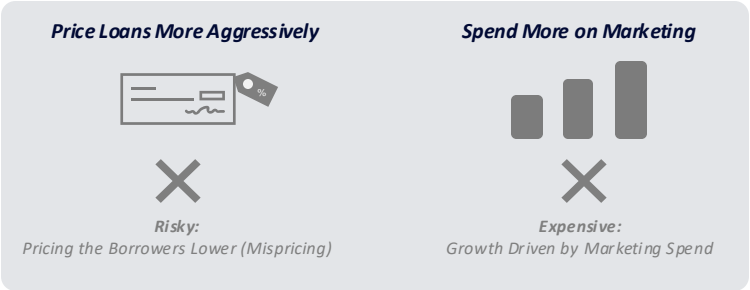 Price Loans More Aggressively
Spend More on Marketing
%
Risky:
Pricing the Borrowers Lower (Mispricing)
Expensive:
Growth Driven by Marketing Spend